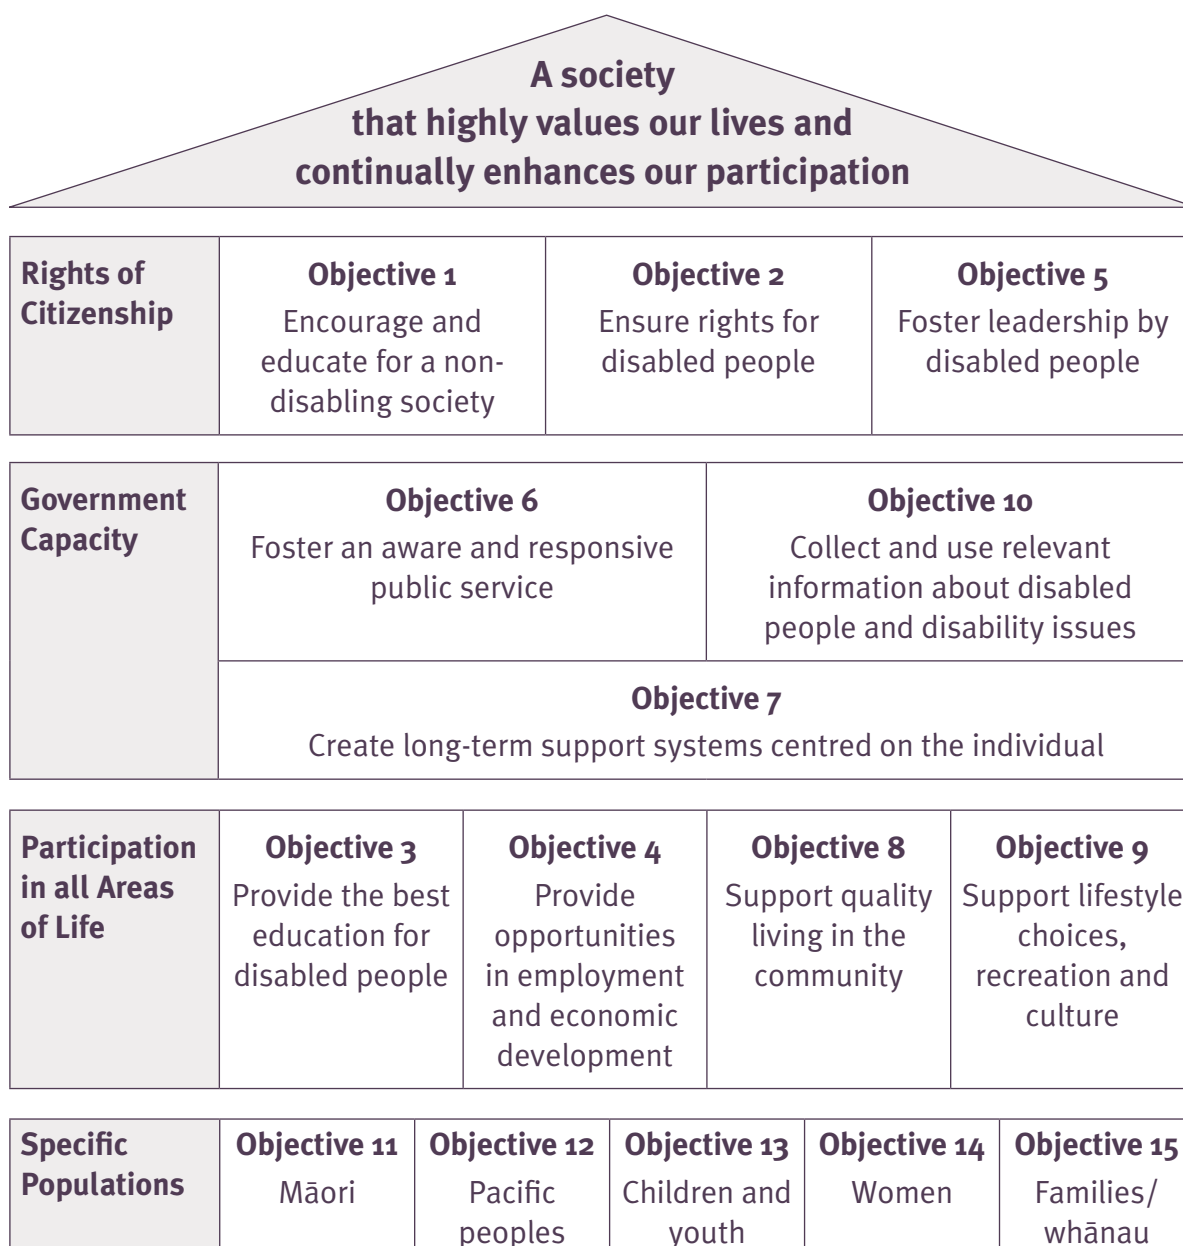 A society
that highly values our lives and
continually enhances our participation
Rights of
Citizenship
Objective 1
Encourage and
educate for a non-
disabling society
Objective 2
Ensure rights for
disabled people
Objective 5
Foster leadership by
disabled people
Government
Capacity
Objective 6
Foster an aware and responsive
public service
Objective 10
Collect and use relevant
information about disabled
people and disability issues
Objective 7
Create long-term support systems centred on the individual
Participation
in all Areas
of Life
Objective 3
Provide the best
education for
disabled people
Objective 4
Provide
opportunities
in employment
and economic
development
Objective 8
Support quality
living in the
community
Objective 9
Support lifestyle
choices,
recreation and
culture
Specific
Populations
Objective 11
Māori
Objective 12
Pacific
peoples
Objective 13
Children and
youth
Objective 14
Women
Objective 15
Families/
whānau